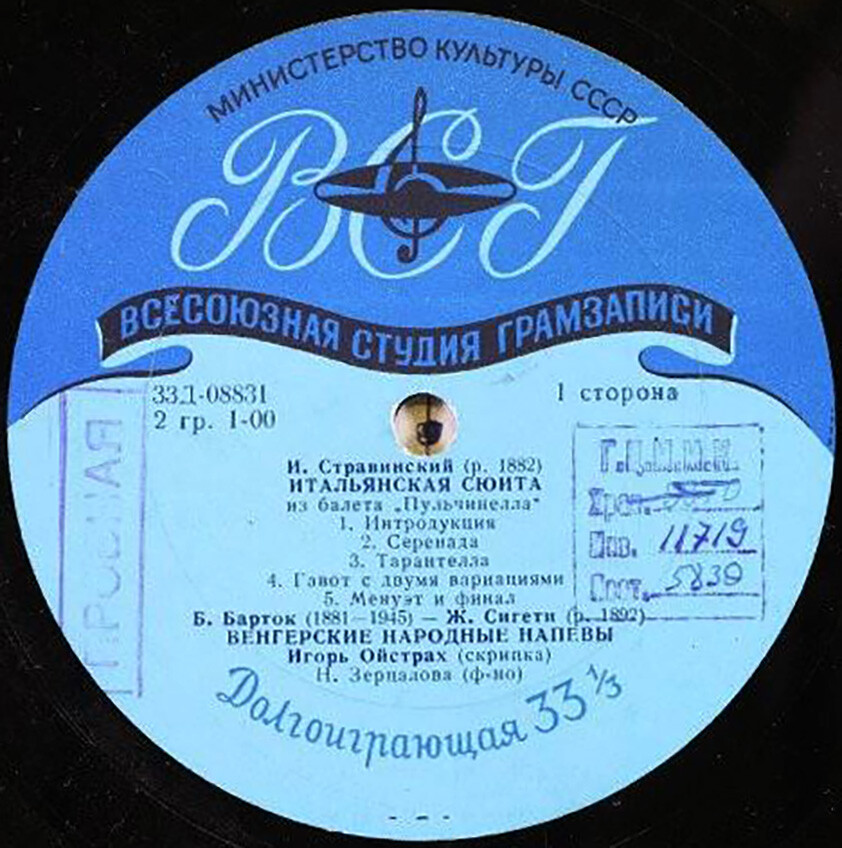 МИНИСТЕРСТВО КУЛЬТУРЫ СССР
ВСГ
ВСЕСОЮЗНАЯ СТУДИЯ ГРАМЗАПИСИ
33Д-08831
2 гр. 1-00
1 сторона
И. Стравинский (р. 1882)
ИТАЛЬЯНСКАЯ СЮИТА
из балета „Пульчинелла“
1. Интродукция
2. Серенада
3. Тарантелла
4. Гавот с двумя вариациями
5. Менуэт и финал
Б. Барток (1881—1945) — Ж. Сигети (р. 1892)
ВЕНГЕРСКИЕ НАРОДНЫЕ НАПЕВЫ
Игорь Ойстрах (скрипка)
Н. Зерцалова (ф-но)
Долгоиграющая 33 1/3
ПРОБНАЯ
Г.Ц.М.М.К.
Хран.
Инв. 11719
5830